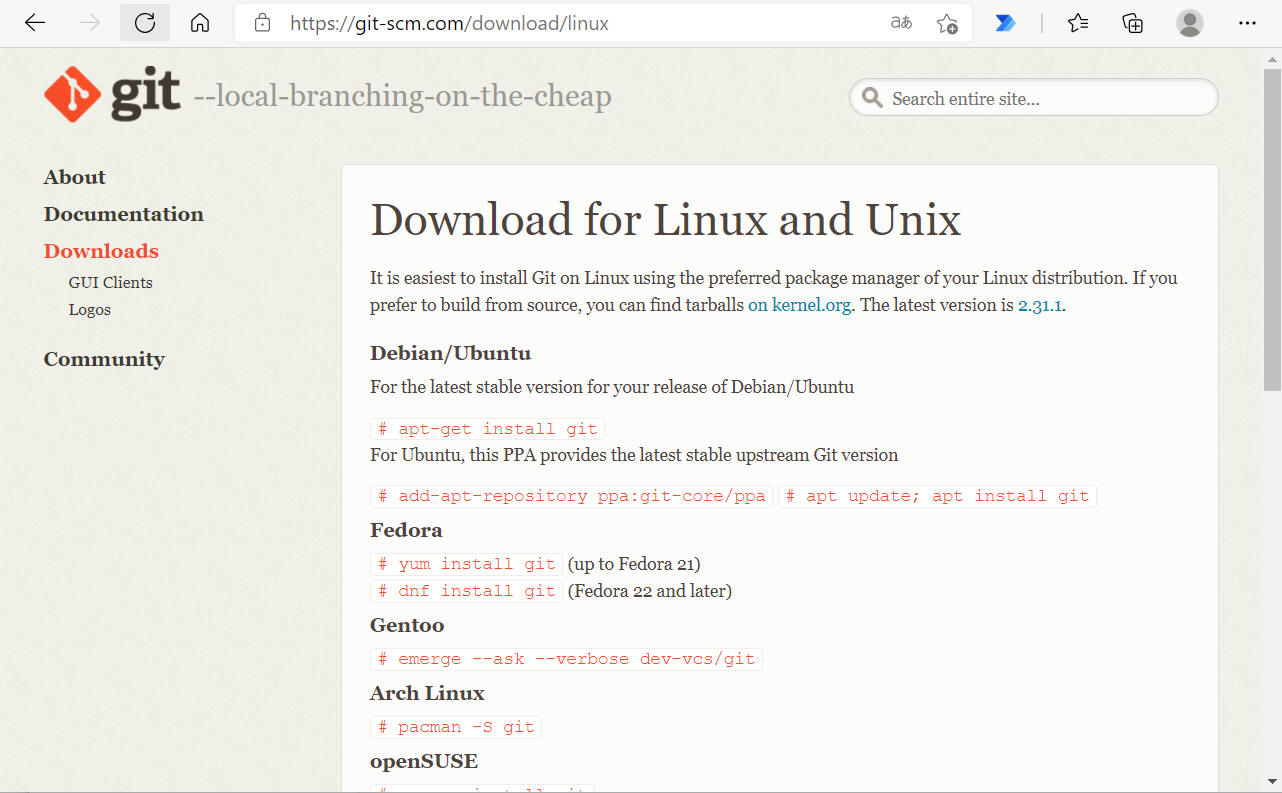 https://git-scm.com/download/linux
git --local-branching-on-the-cheap
Search entire site...
About
Documentation
Downloads
GUI Clients
Logos
Community
Download for Linux and Unix
It is easiest to install Git on Linux using the preferred package manager of your Linux distribution. If you
prefer to build from source, you can find tarballs on kernel.org. The latest version is 2.31.1.
Debian/Ubuntu
For the latest stable version for your release of Debian/Ubuntu
# apt-get install git
For Ubuntu, this PPA provides the latest stable upstream Git version
# add-apt-repository ppa:git-core/ppa # apt update; apt install git
Fedora
# yum install git (up to Fedora 21)
# dnf install git (Fedora 22 and later)
Gentoo
# emerge --ask --verbose dev-vcs/git
Arch Linux
# pacman -S git
openSUSE